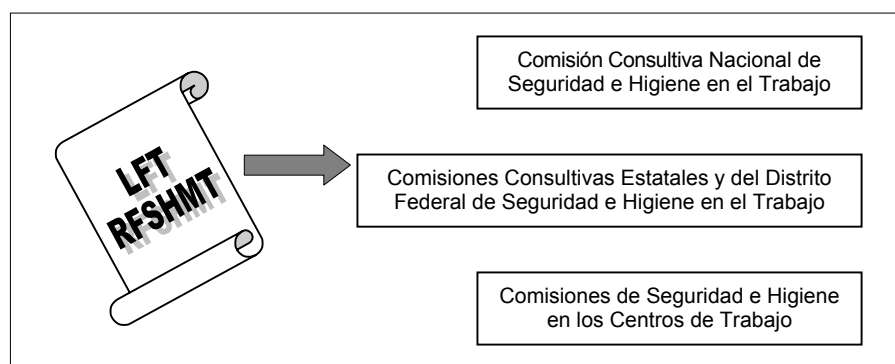 LFT
RFSHMT
Comisión Consultiva Nacional de
Seguridad e Higiene en el Trabajo
Comisiones Consultivas Estatales y del Distrito
Federal de Seguridad e Higiene en el Trabajo
Comisiones de Seguridad e Higiene
en los Centros de Trabajo